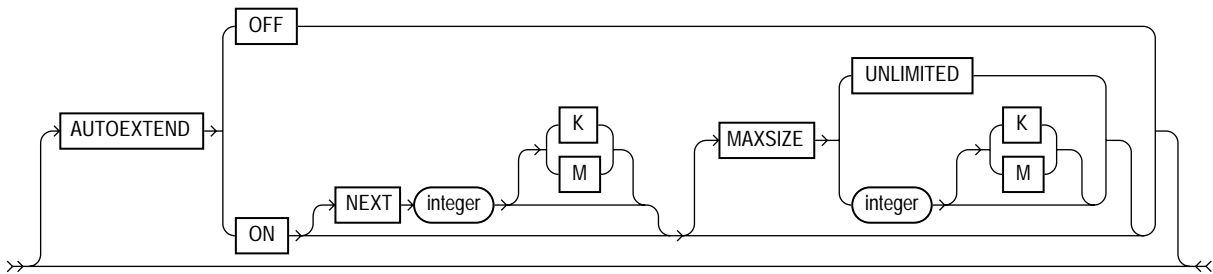 OFF
UNLIMITED
AUTOEXTEND
K
MAXSIZE
K
M
M
NEXT integer
integer
ON